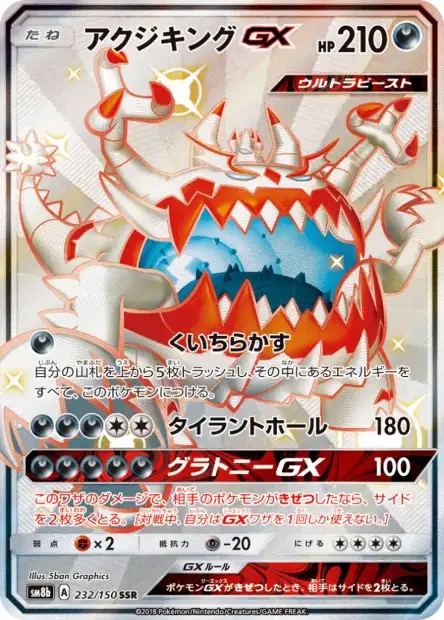 たね アクジキングGX HP210
ウルトラビースト
くいちらかす
自分の山札を上から5枚トラッシュし、その中にあるエネルギーを
すべて、このポケモンにつける。
タイラントホール 180
グラトニーGX 100
このワザのダメージで、相手のポケモンがきぜつしたなら、サイド
を2枚多くとる。[対戦中、自分はGXワザを1回しか使えない。]
弱点 ×2 抵抗力 -20 にげる
GXルール
ポケモンGXがきぜつしたとき、相手はサイドを2枚とる。
Illus. 5ban Graphics
sm8b A 232/150 SSR
©2018 Pokémon/Nintendo/Creatures/GAME FREAK.